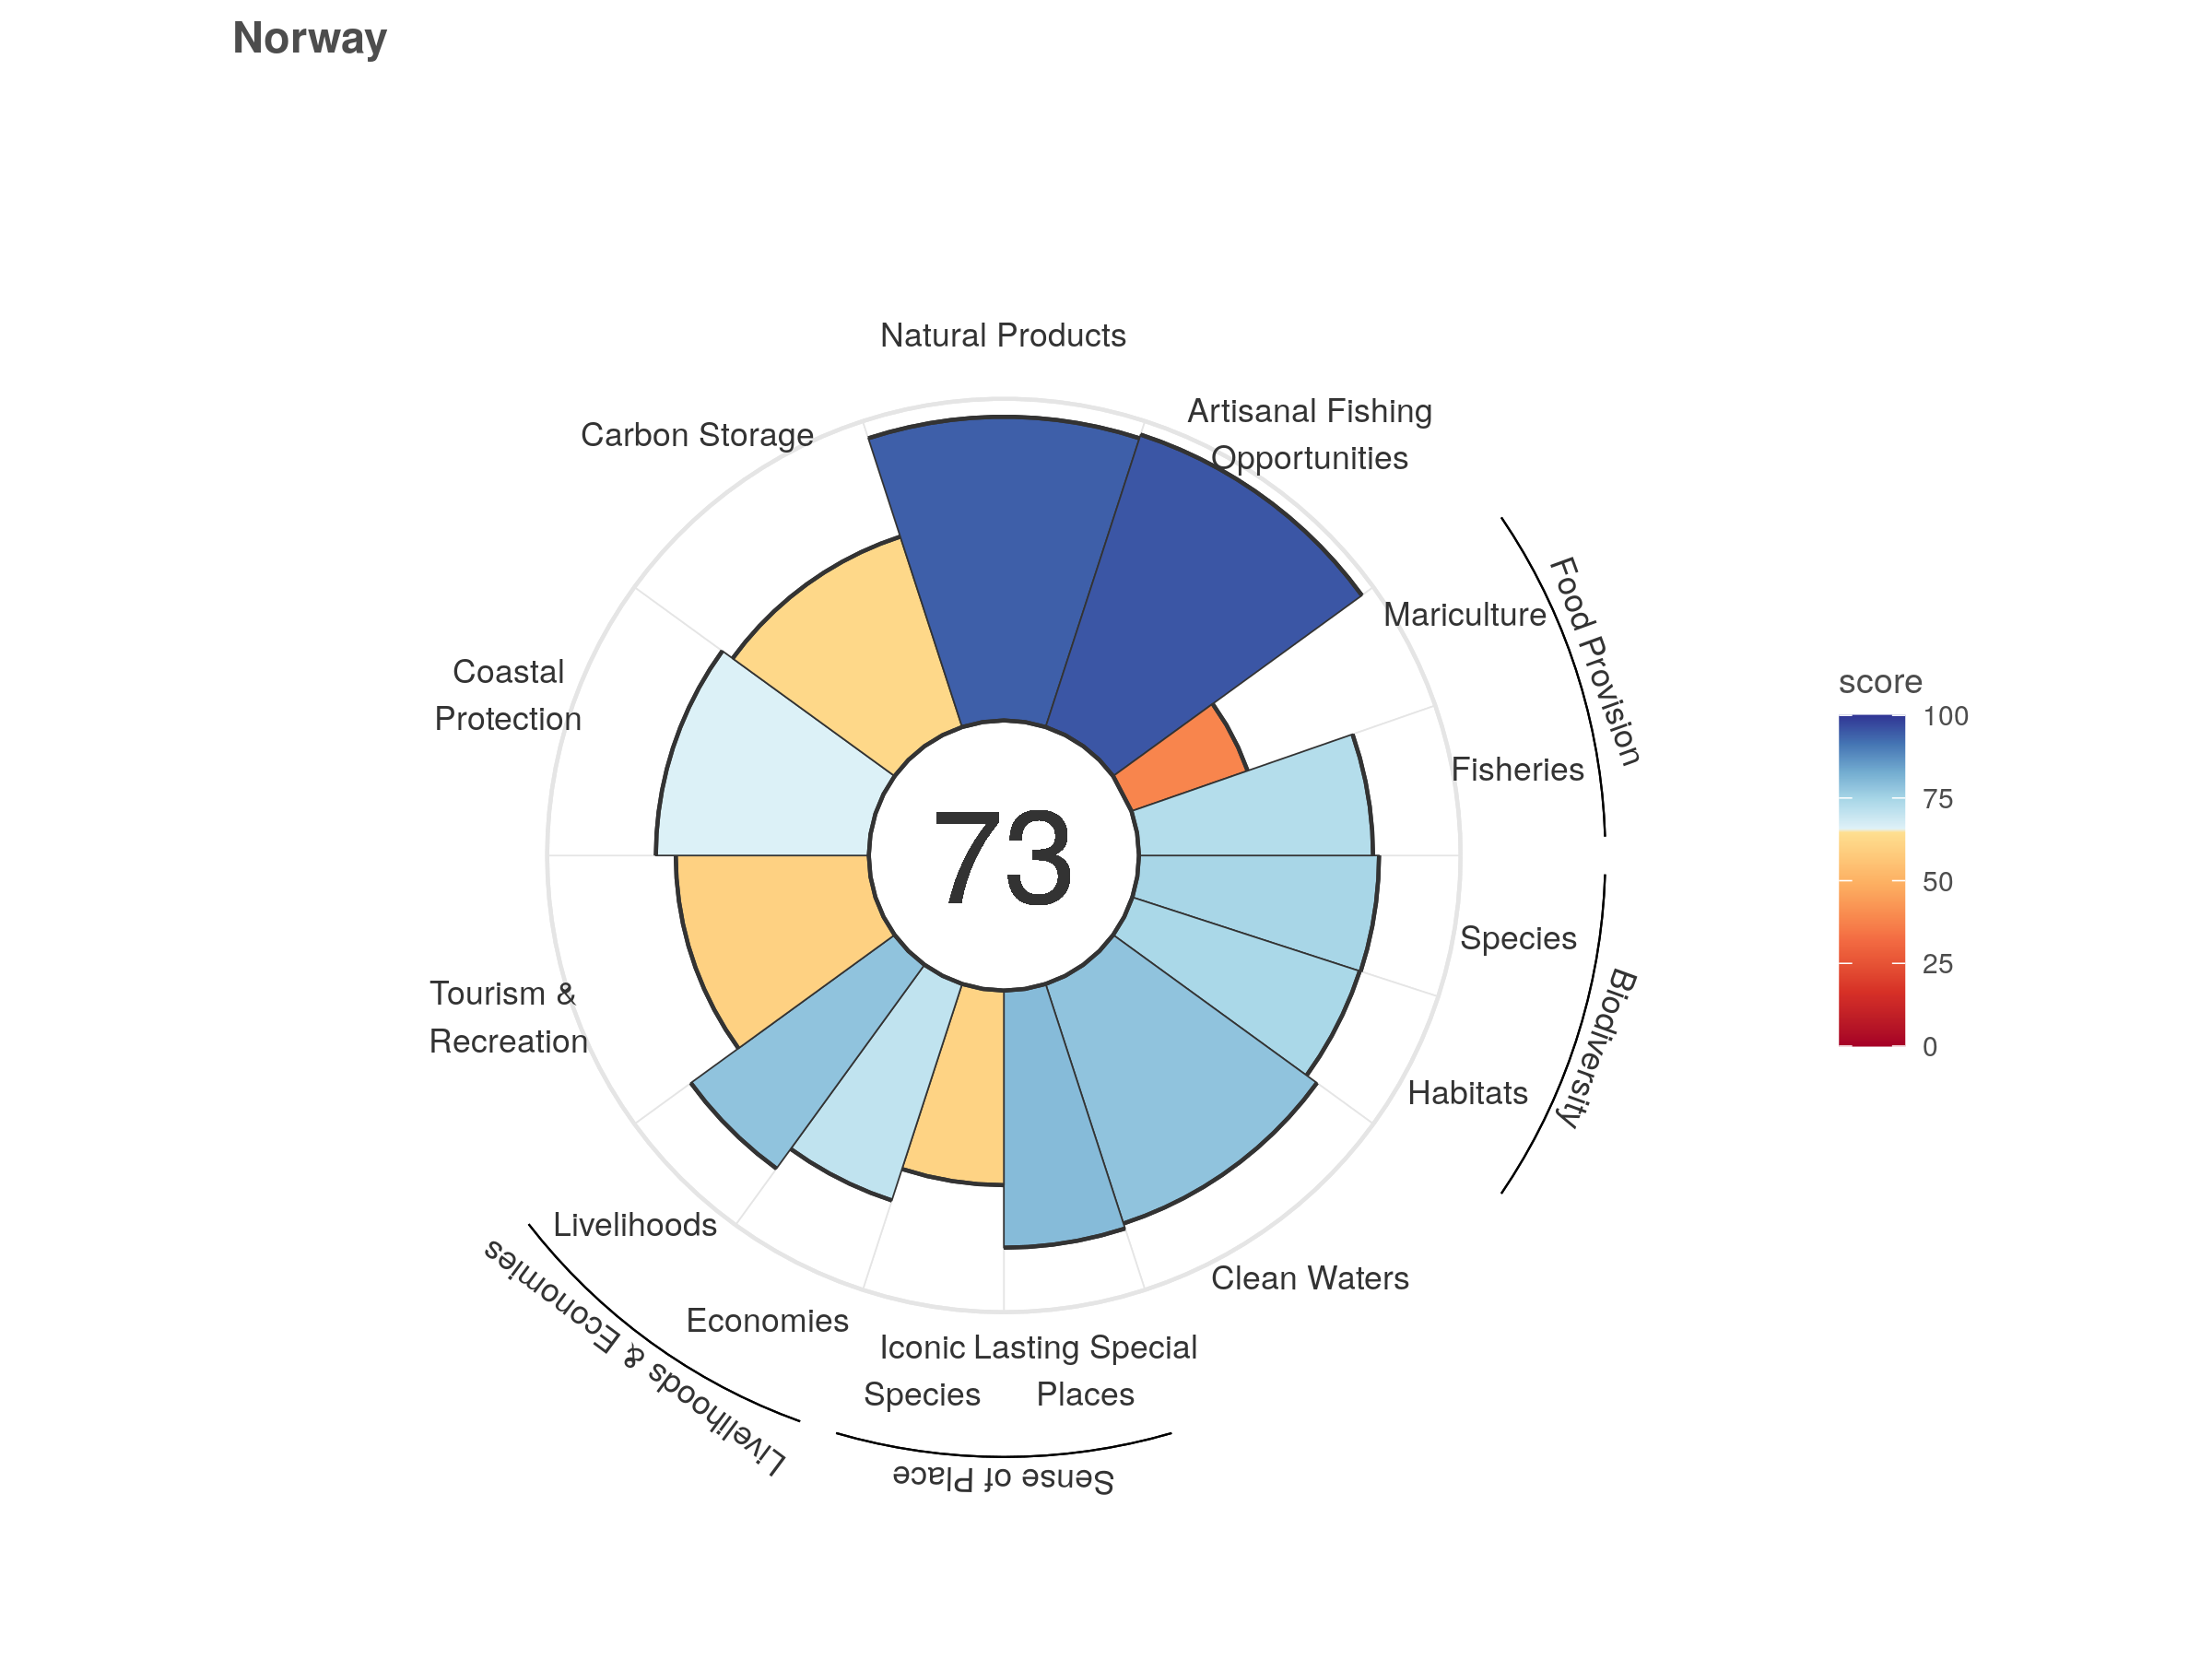 Norway
Natural Products
Artisanal Fishing
Opportunities
Carbon Storage
Mariculture
Food Provision
Coastal
Protection
Fisheries
score
100
75
50
25
0
73
Species
Biodiversity
Tourism &
Recreation
Habitats
Livelihoods
Clean Waters
Economies
Livelihoods & Economies
Iconic
Species
Lasting Special
Places
Sense of Place